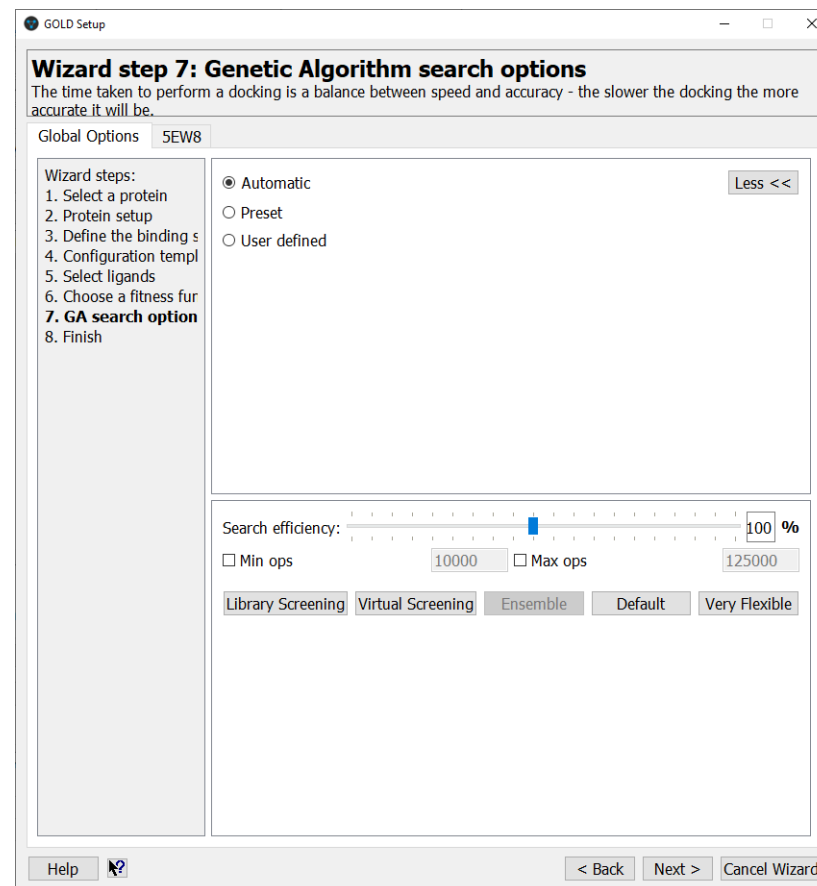 GOLD Setup
Wizard step 7: Genetic Algorithm search options
The time taken to perform a docking is a balance between speed and accuracy - the slower the docking the more
accurate it will be.
Global Options 5EW8
Wizard steps:
1. Select a protein
2. Protein setup
3. Define the binding s
4. Configuration templ
5. Select ligands
6. Choose a fitness fur
7. GA search option
8. Finish
Automatic
Less <<
Preset
User defined
Search efficiency: 100 %
Min ops 10000 Max ops 125000
Library Screening Virtual Screening Ensemble Default Very Flexible
Help ? < Back Next > Cancel Wizard